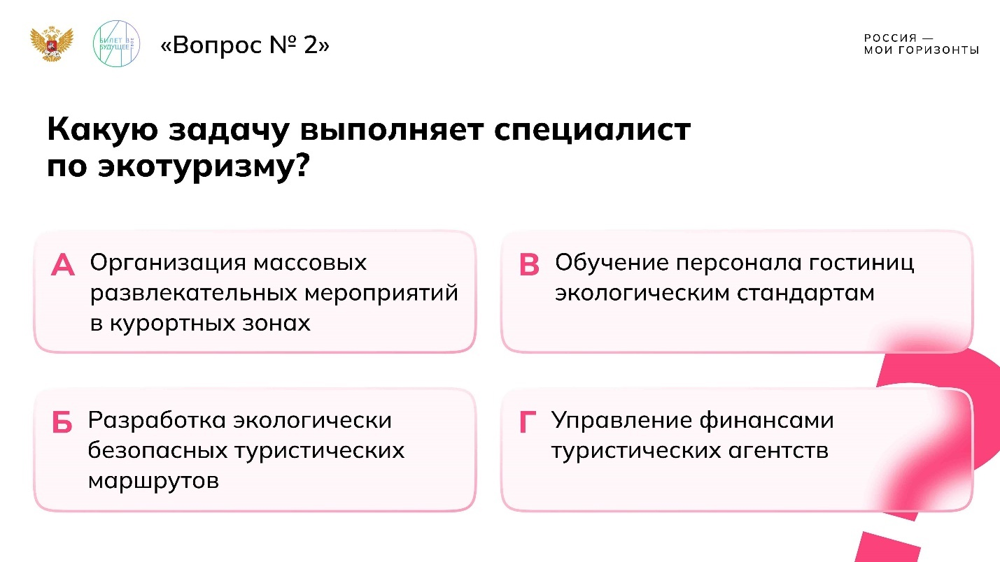 БИЛЕТ В
БУДУЩЕЕ
ТВОЕ
«Вопрос № 2»
РОССИЯ —
МОИ ГОРИЗОНТЫ
Какую задачу выполняет специалист
по экотуризму?
А Организация массовых
развлекательных мероприятий
в курортных зонах
В Обучение персонала гостиниц
экологическим стандартам
Б Разработка экологически
безопасных туристических
маршрутов
Г Управление финансами
туристических агентств